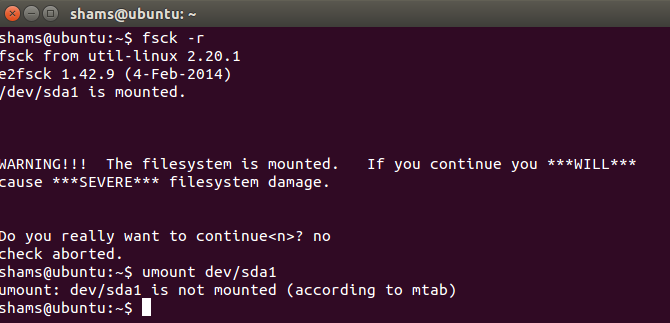 shams@ubuntu: ~
shams@ubuntu:~$ fsck -r
fsck from util-linux 2.20.1
e2fsck 1.42.9 (4-Feb-2014)
/dev/sda1 is mounted.
WARNING!!!  The filesystem is mounted.   If you continue you ***WILL***
cause ***SEVERE*** filesystem damage.
Do you really want to continue<n>? no
check aborted.
shams@ubuntu:~$ umount dev/sda1
umount: dev/sda1 is not mounted (according to mtab)
shams@ubuntu:~$